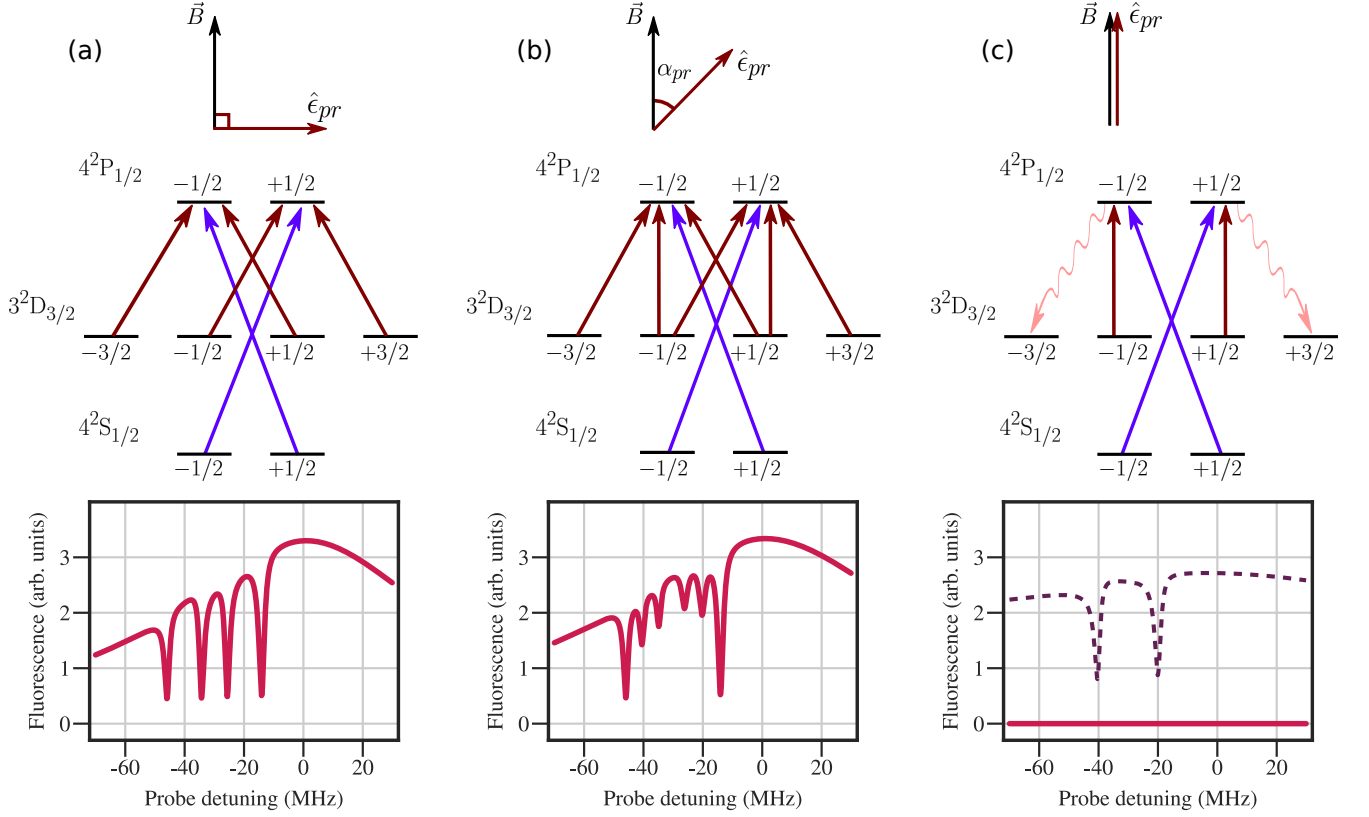 (a)
B⃗
ε̂_pr
4²P₁/₂
−1/2 +1/2
3²D₃/₂
−3/2 −1/2 +1/2 +3/2
4²S₁/₂
−1/2 +1/2
Fluorescence (arb. units)
3
2
1
0
-60 -40 -20 0 20
Probe detuning (MHz)
(b)
B⃗
α_pr
ε̂_pr
4²P₁/₂
−1/2 +1/2
3²D₃/₂
−3/2 −1/2 +1/2 +3/2
4²S₁/₂
−1/2 +1/2
Fluorescence (arb. units)
3
2
1
0
-60 -40 -20 0 20
Probe detuning (MHz)
(c)
B⃗
ε̂_pr
4²P₁/₂
−1/2 +1/2
3²D₃/₂
−3/2 −1/2 +1/2 +3/2
4²S₁/₂
−1/2 +1/2
Fluorescence (arb. units)
3
2
1
0
-60 -40 -20 0 20
Probe detuning (MHz)